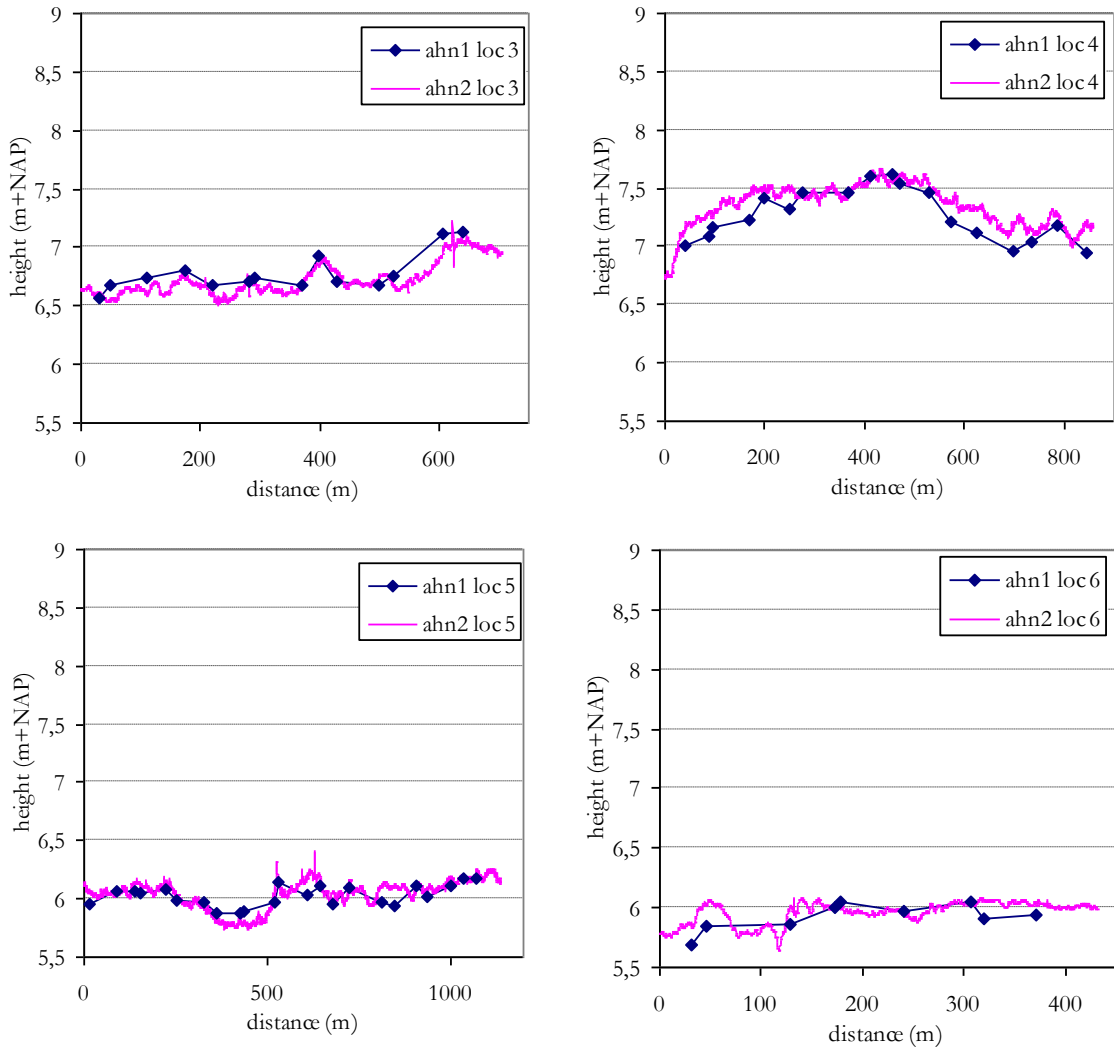 9
8,5
8
7,5
7
6,5
6
5,5
height (m+NAP)
ahn1 loc 3
ahn2 loc 3
0 200 400 600
distance (m)
9
8,5
8
7,5
7
6,5
6
5,5
height (m+NAP)
ahn1 loc 4
ahn2 loc 4
0 200 400 600 800
distance (m)
9
8,5
8
7,5
7
6,5
6
5,5
height (m+NAP)
ahn1 loc 5
ahn2 loc 5
0 500 1000
distance (m)
9
8,5
8
7,5
7
6,5
6
5,5
height (m+NAP)
ahn1 loc 6
ahn2 loc 6
0 100 200 300 400
distance (m)